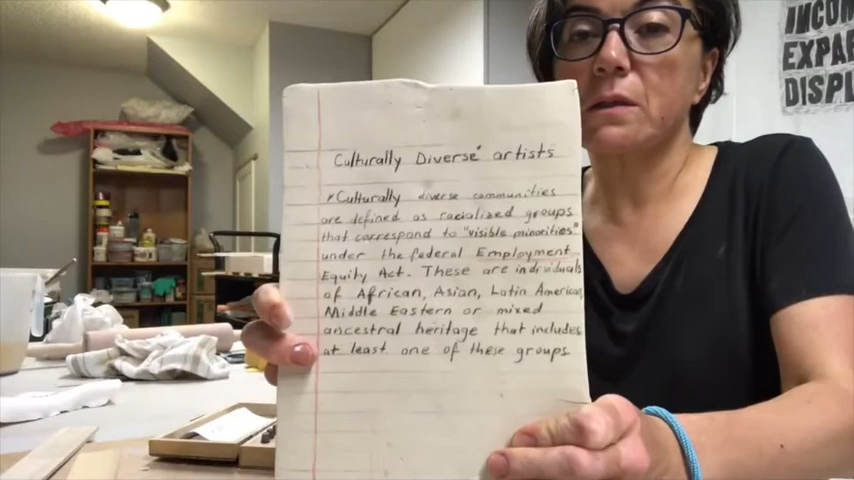 INCOM
EXPAR
DISPL
Culturally Diverse" artists
"Culturally diverse communities
are defined as racialized groups
that correspond to "visible minorities"
under the federal Employment
Equity Act. These are individuals
of African, Asian, Latin American,
Middle Eastern or mixed
ancestral heritage that includes
at least one of these groups